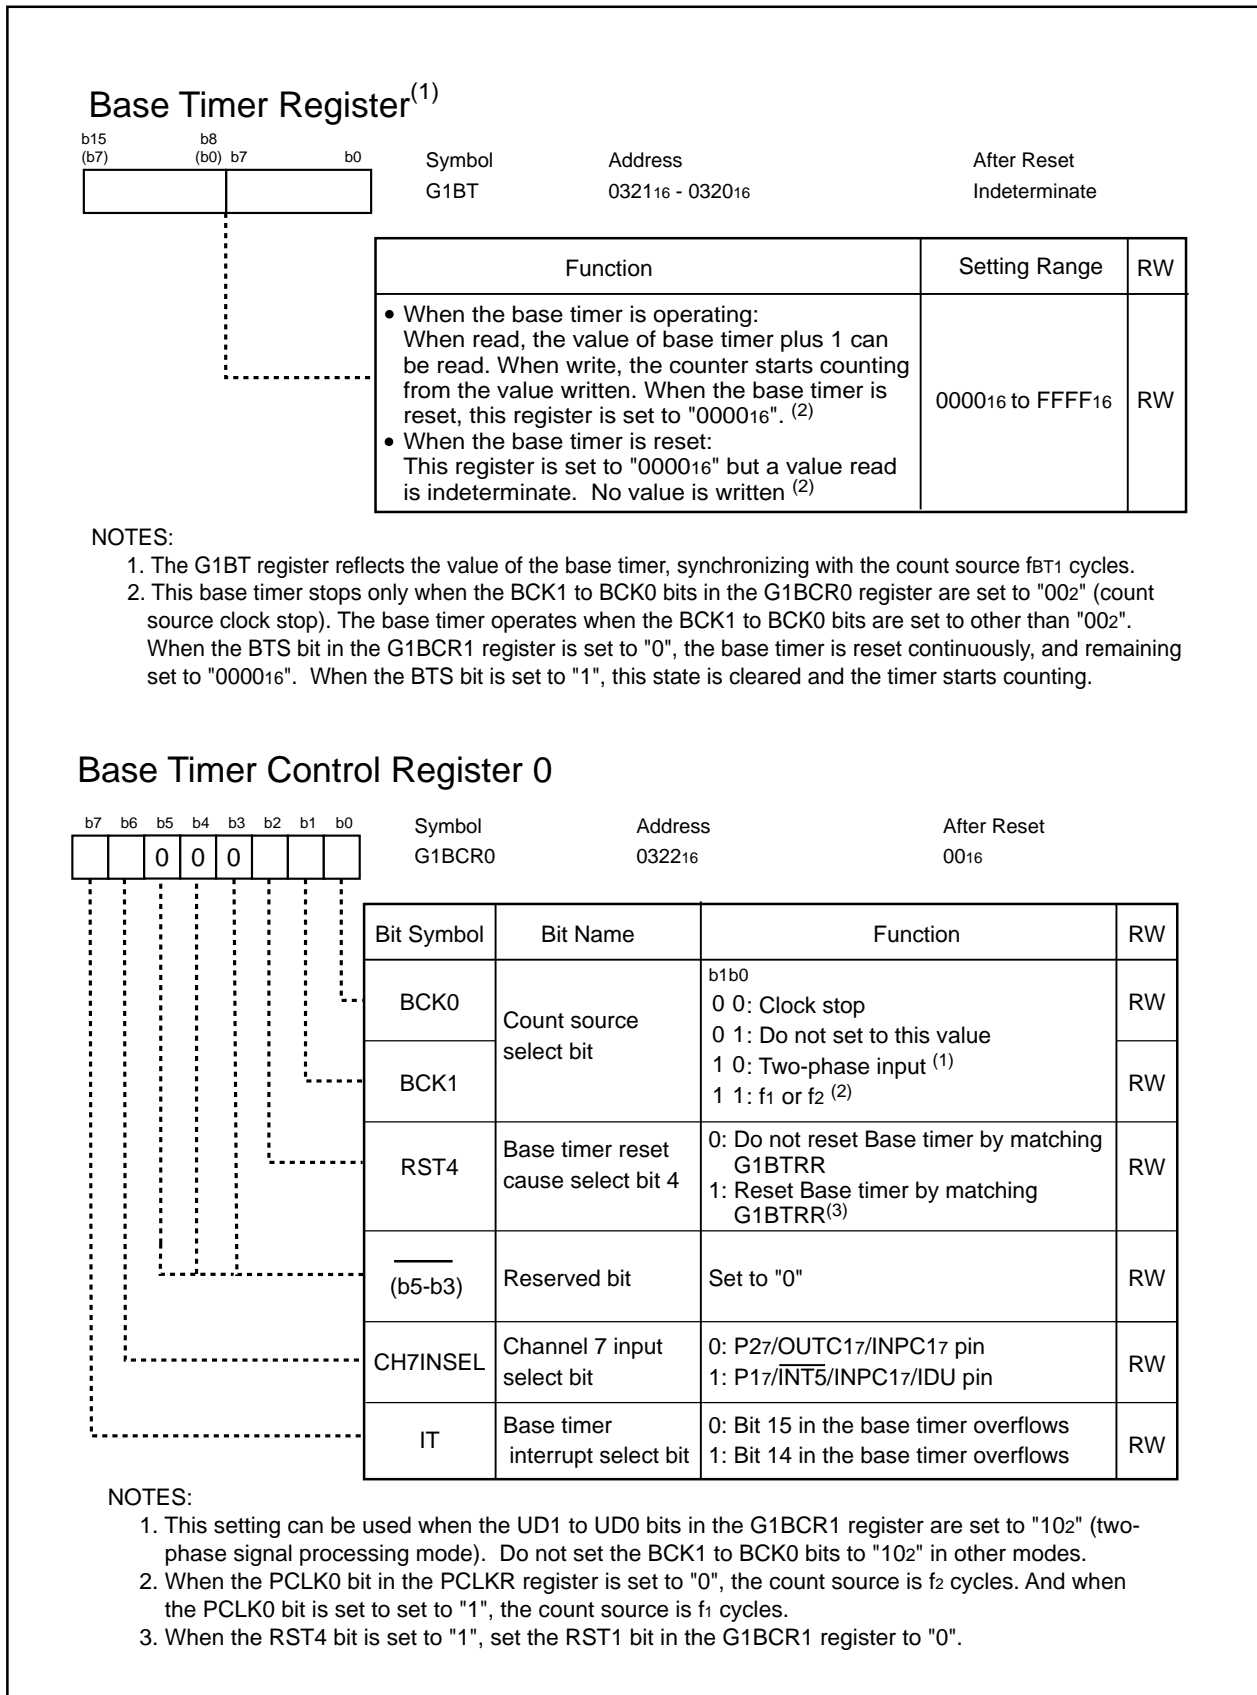 Base Timer Register(1)
b15 b8
(b7) (b0) b7 b0
Symbol Address After Reset
G1BT 032116 - 032016 Indeterminate
Function Setting Range RW
• When the base timer is operating:
When read, the value of base timer plus 1 can
be read. When write, the counter starts counting
from the value written. When the base timer is
reset, this register is set to "000016". (2)
• When the base timer is reset:
This register is set to "000016" but a value read
is indeterminate. No value is written (2)
000016 to FFFF16 RW
NOTES:
1. The G1BT register reflects the value of the base timer, synchronizing with the count source fBT1 cycles.
2. This base timer stops only when the BCK1 to BCK0 bits in the G1BCR0 register are set to "002" (count
source clock stop). The base timer operates when the BCK1 to BCK0 bits are set to other than "002".
When the BTS bit in the G1BCR1 register is set to "0", the base timer is reset continuously, and remaining
set to "000016". When the BTS bit is set to "1", this state is cleared and the timer starts counting.
Base Timer Control Register 0
b7 b6 b5 b4 b3 b2 b1 b0
0 0 0
Symbol Address After Reset
G1BCR0 032216 0016
Bit Symbol Bit Name Function RW
BCK0 RW
BCK1 RW
Count source
select bit
b1b0
0 0: Clock stop
0 1: Do not set to this value
1 0: Two-phase input (1)
1 1: f1 or f2 (2)
RST4
Base timer reset
cause select bit 4
0: Do not reset Base timer by matching
G1BTRR
1: Reset Base timer by matching
G1BTRR(3)
RW
(b5-b3) Reserved bit Set to "0" RW
CH7INSEL
Channel 7 input
select bit
0: P27/OUTC17/INPC17 pin
1: P17/INT5/INPC17/IDU pin
RW
IT
Base timer
interrupt select bit
0: Bit 15 in the base timer overflows
1: Bit 14 in the base timer overflows
RW
NOTES:
1. This setting can be used when the UD1 to UD0 bits in the G1BCR1 register are set to "102" (two-
phase signal processing mode). Do not set the BCK1 to BCK0 bits to "102" in other modes.
2. When the PCLK0 bit in the PCLKR register is set to "0", the count source is f2 cycles. And when
the PCLK0 bit is set to set to "1", the count source is f1 cycles.
3. When the RST4 bit is set to "1", set the RST1 bit in the G1BCR1 register to "0".